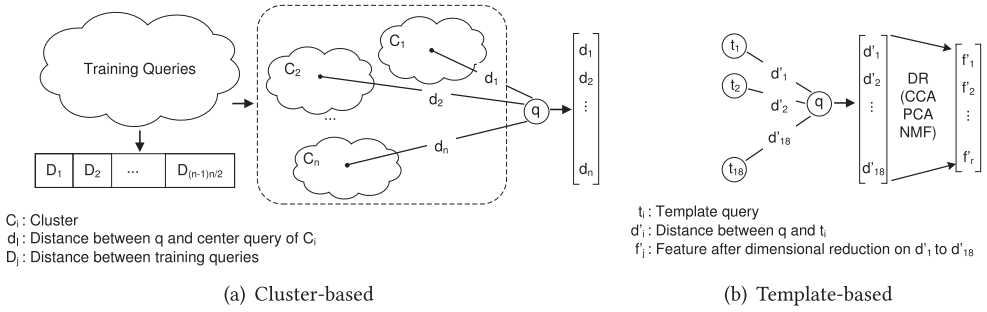 Training Queries
D1 D2 ... D(n-1)n/2
C1
C2
...
Cn
d1
d2
dn
q
d1
d2
⋮
dn
Ci : Cluster
dI : Distance between q and center query of Ci
Dj : Distance between training queries
(a) Cluster-based
t1
t2
t18
d'1
d'2
d'18
q
d'1
d'2
⋮
d'18
DR
(CCA
PCA
NMF)
f'1
f'2
⋮
f'r
ti : Template query
d'i : Distance between q and ti
f'j : Feature after dimensional reduction on d'1 to d'18
(b) Template-based